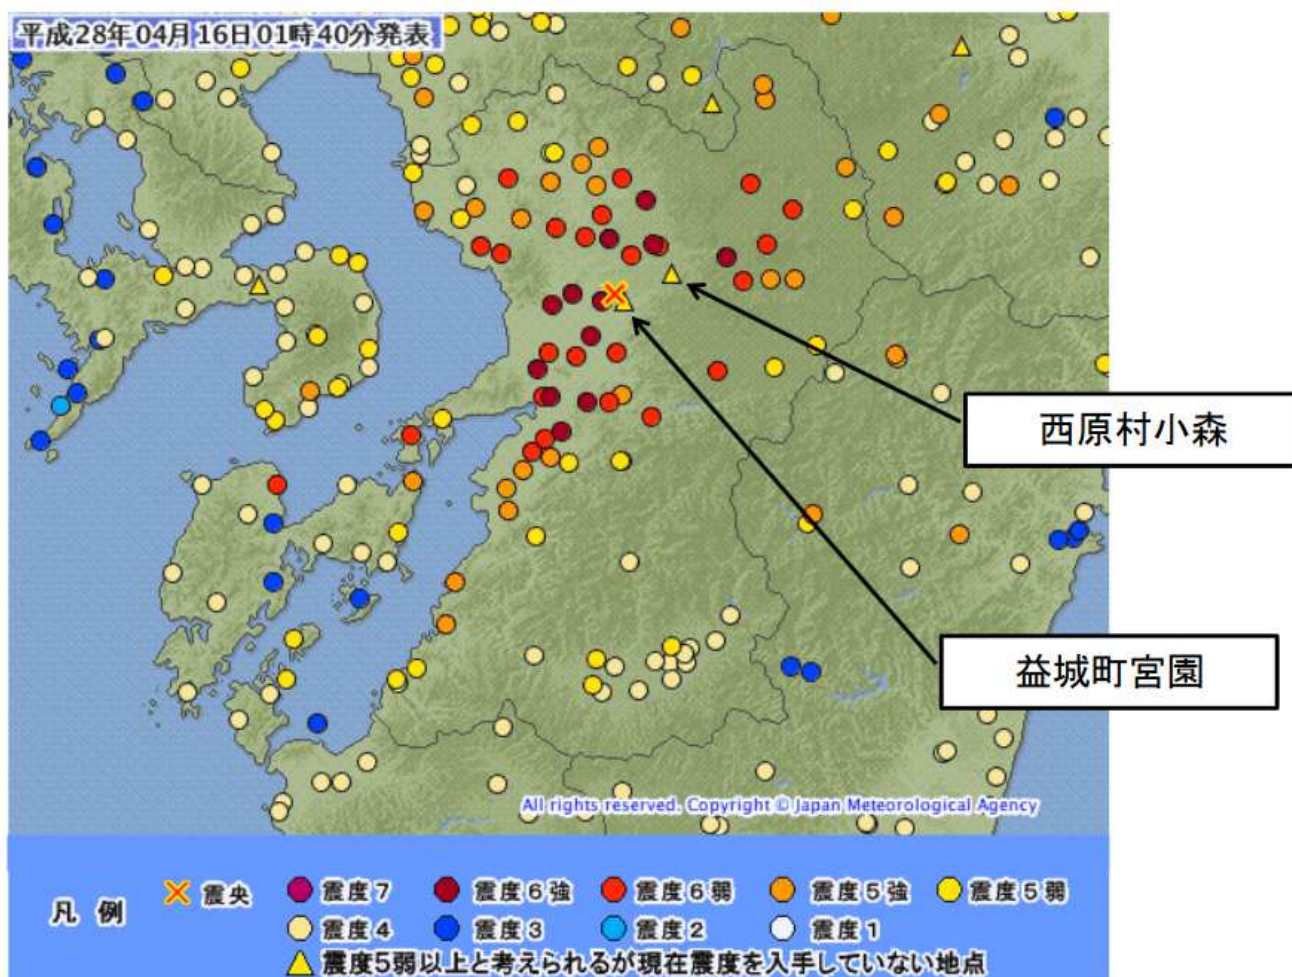 平成28年04月16日01時40分発表
西原村小森
益城町宮園
All rights reserved. Copyright © Japan Meteorological Agency
凡 例
震央
震度7
震度6強
震度6弱
震度5強
震度5弱
震度4
震度3
震度2
震度1
震度5弱以上と考えられるが現在震度を入手していない地点